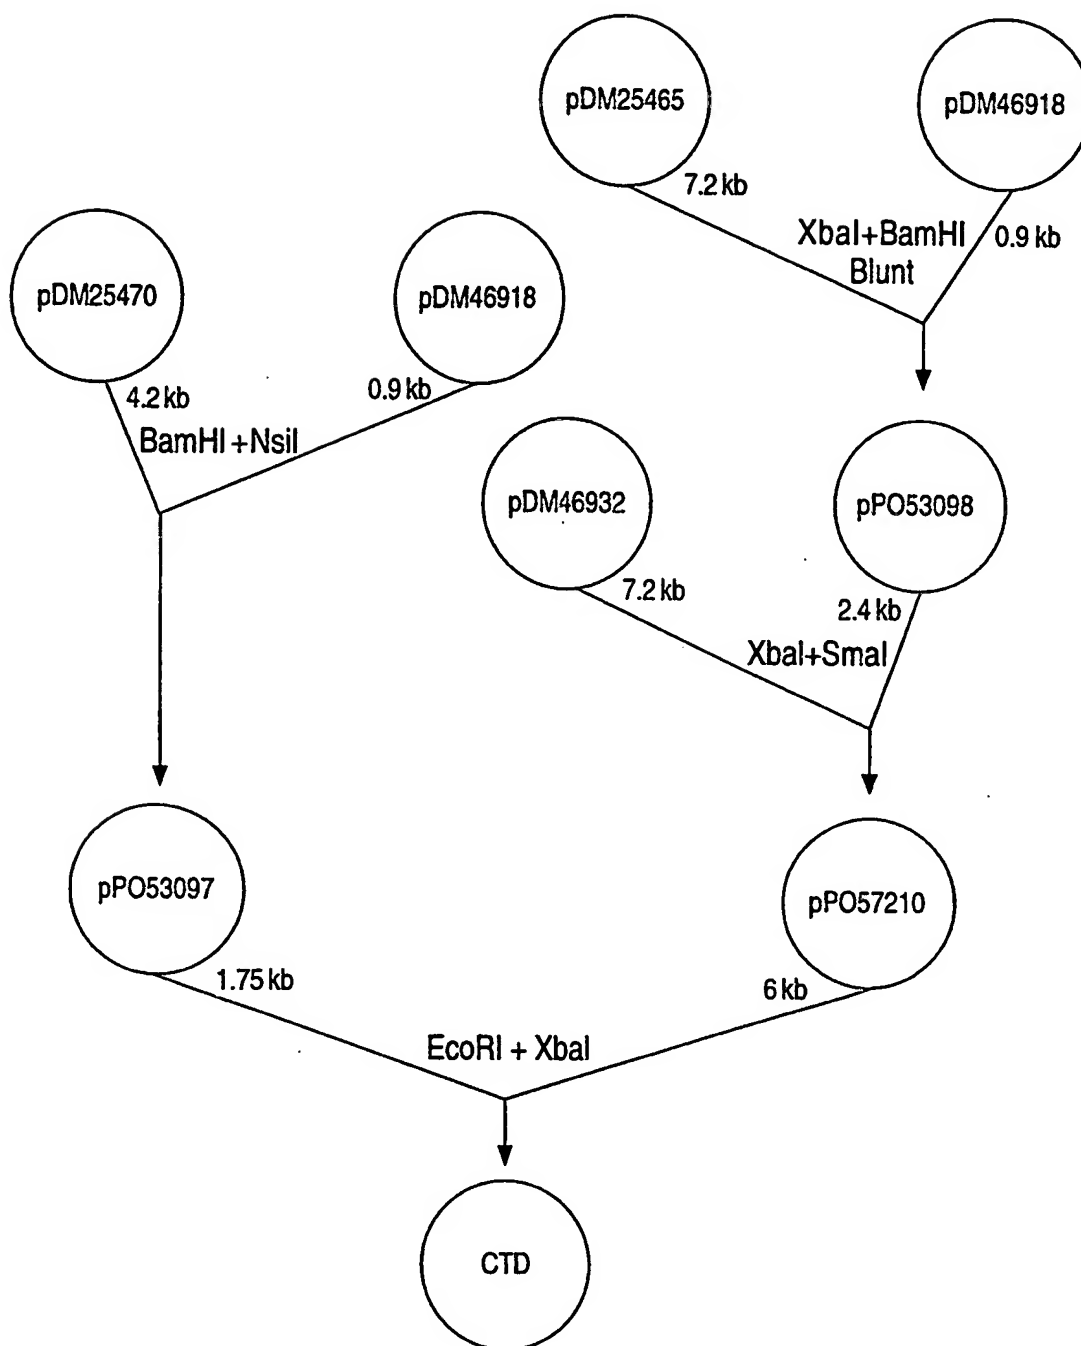 pDM25465
pDM46918
7.2 kb
XbaI+BamHI
0.9 kb
Blunt
pDM25470
pDM46918
4.2 kb
0.9 kb
BamHI +NsiI
pDM46932
pPO53098
7.2 kb
2.4 kb
XbaI+SmaI
pPO53097
pPO57210
1.75 kb
6 kb
EcoRI + XbaI
CTD